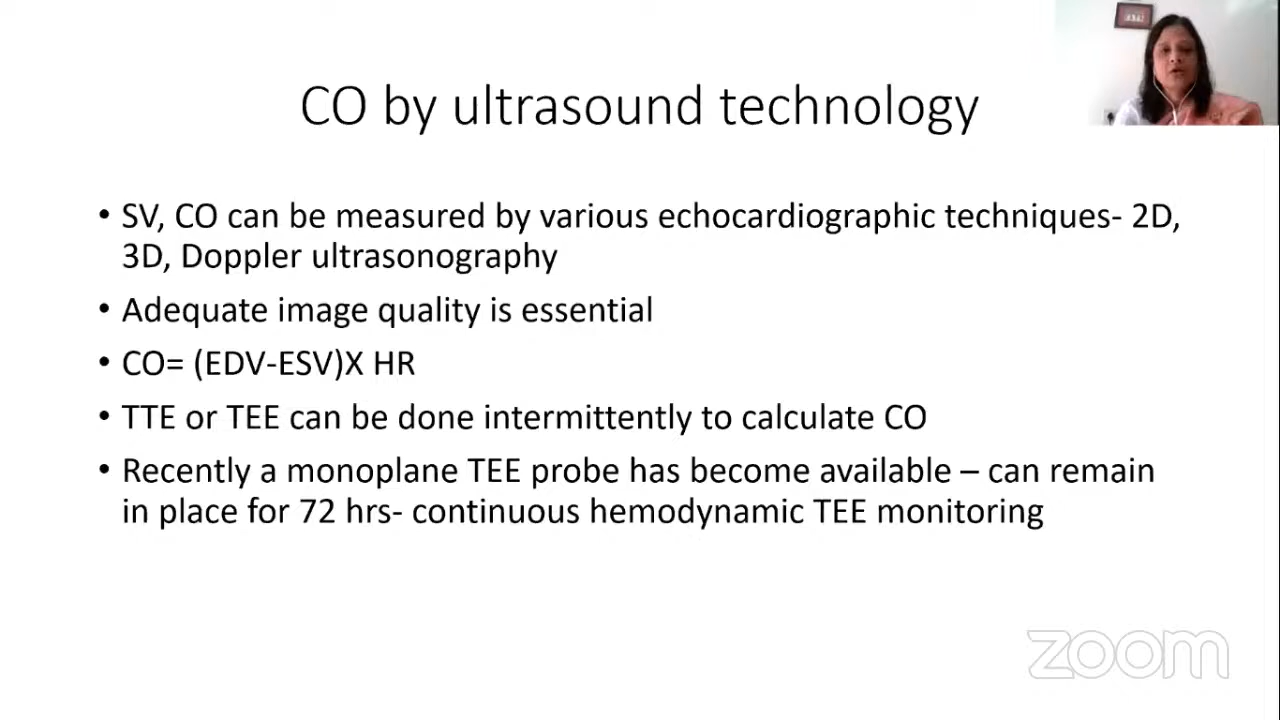 CO by ultrasound technology
• SV, CO can be measured by various echocardiographic techniques- 2D,
3D, Doppler ultrasonography
• Adequate image quality is essential
• CO= (EDV-ESV)X HR
• TTE or TEE can be done intermittently to calculate CO
• Recently a monoplane TEE probe has become available – can remain
in place for 72 hrs- continuous hemodynamic TEE monitoring
zoom